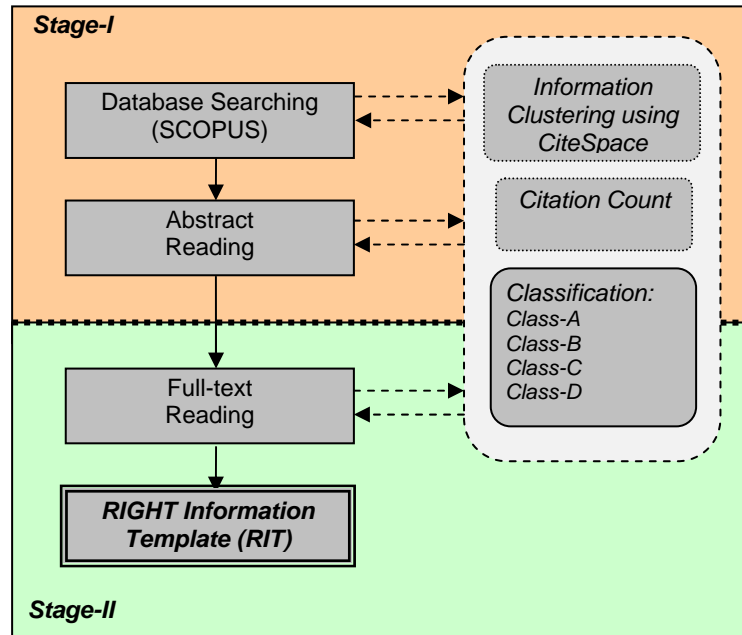 Stage-I
Database Searching
(SCOPUS)
Abstract
Reading
Full-text
Reading
RIGHT Information
Template (RIT)
Stage-II
Information
Clustering using
CiteSpace
Citation Count
Classification:
Class-A
Class-B
Class-C
Class-D